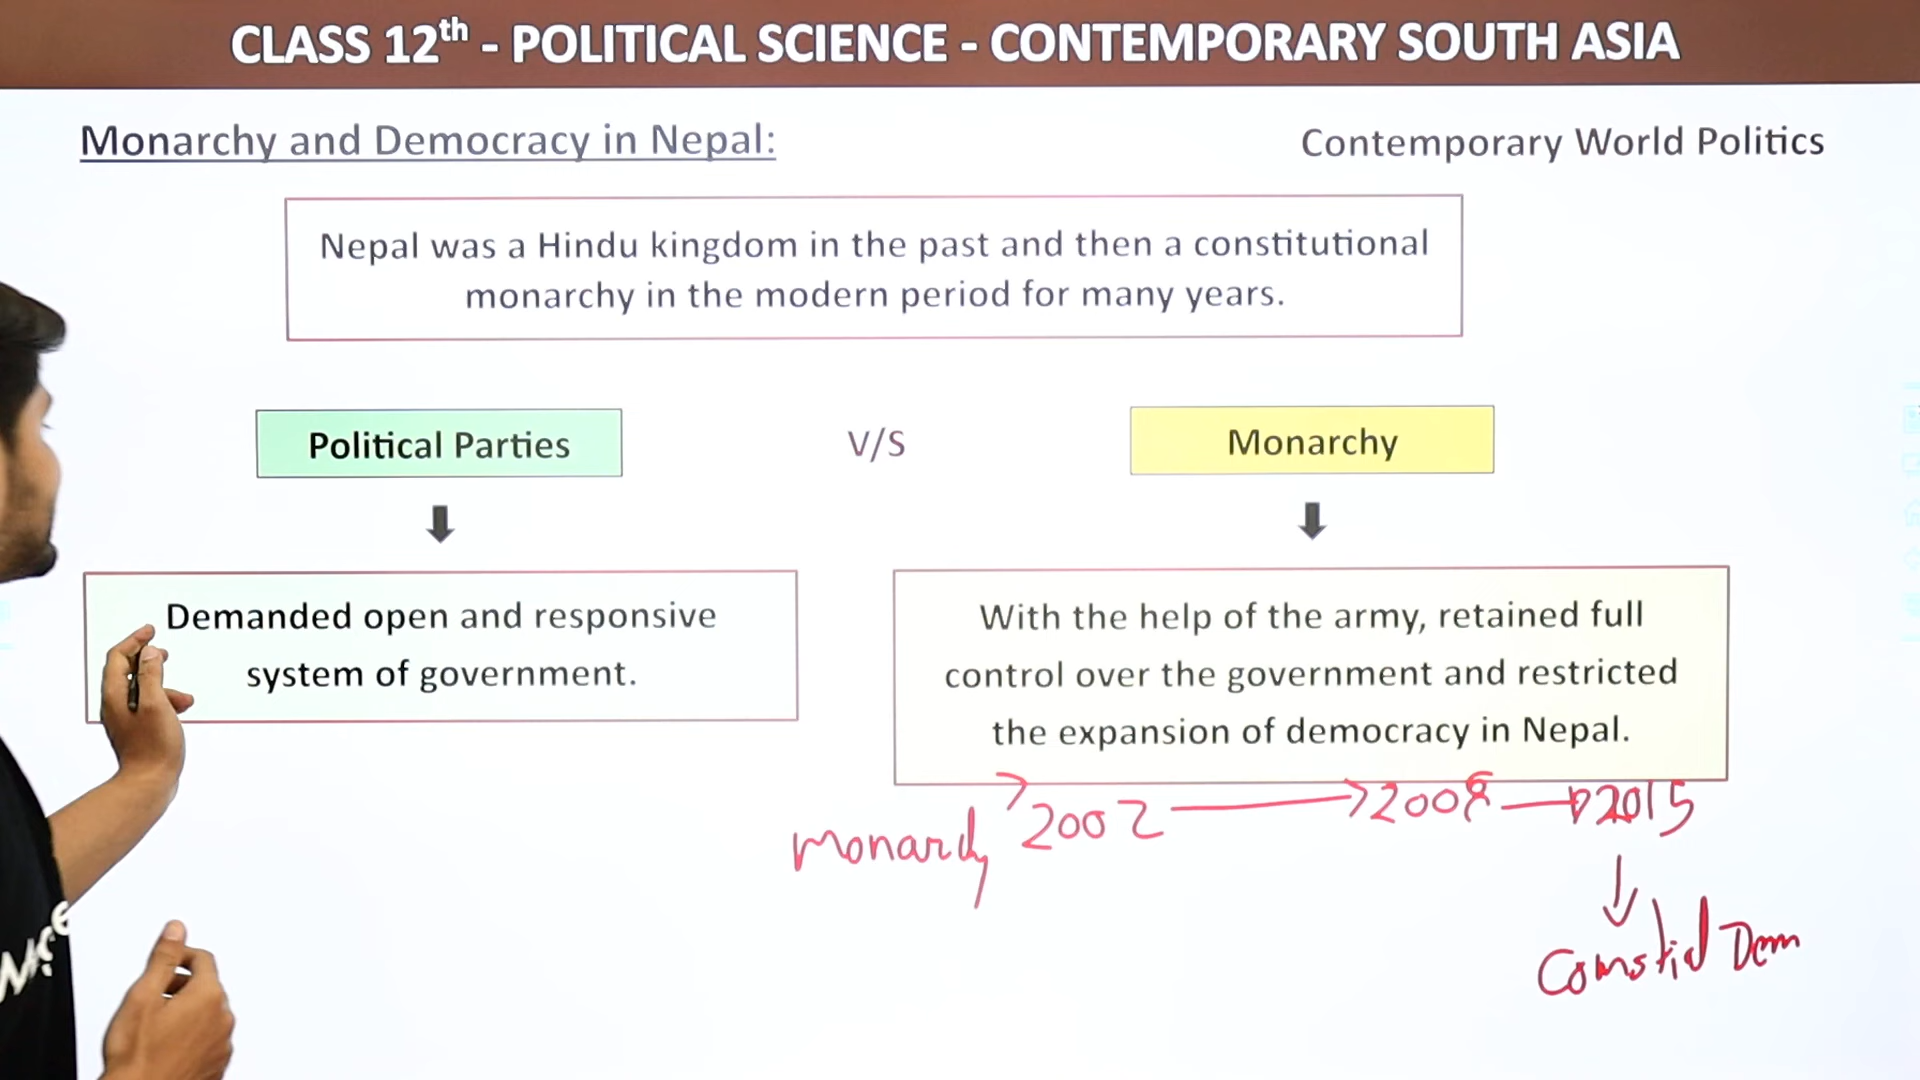 CLASS 12th - POLITICAL SCIENCE - CONTEMPORARY SOUTH ASIA
Monarchy and Democracy in Nepal:
Contemporary World Politics
Nepal was a Hindu kingdom in the past and then a constitutional
monarchy in the modern period for many years.
Political Parties
V/S
Monarchy
Demanded open and responsive
system of government.
With the help of the army, retained full
control over the government and restricted
the expansion of democracy in Nepal.
2002
2008
2015
Dem